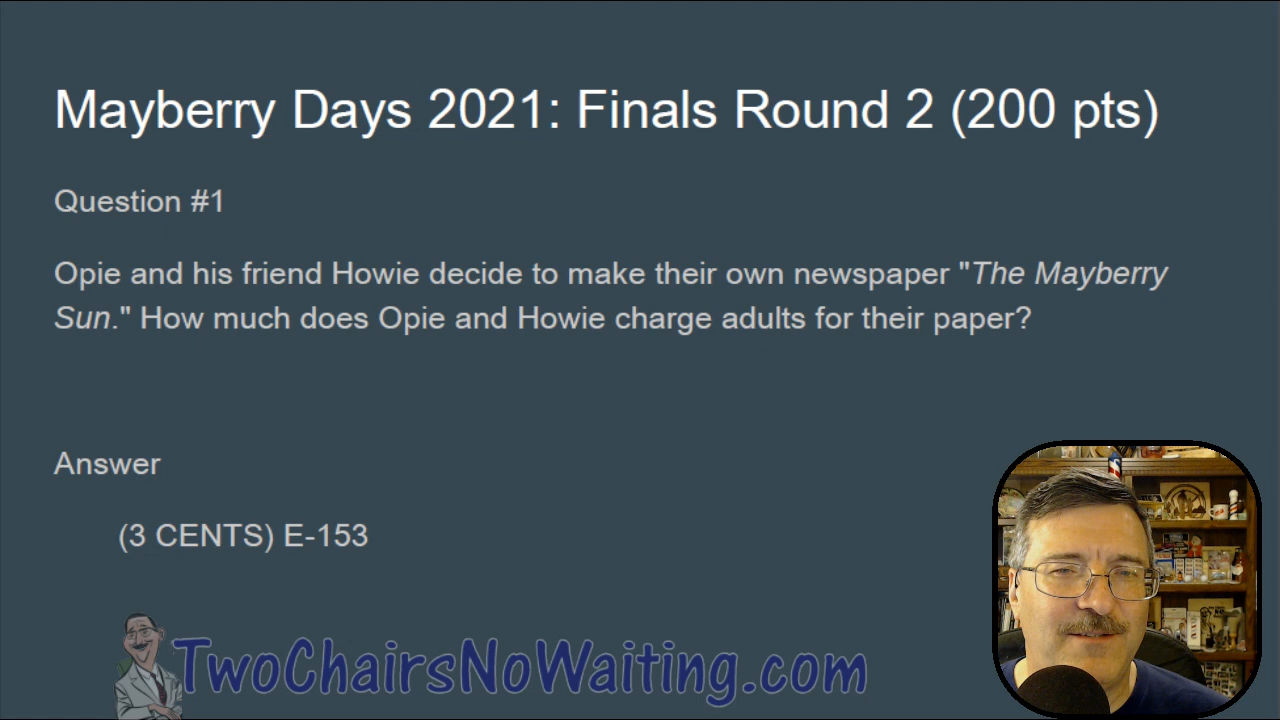 Mayberry Days 2021: Finals Round 2 (200 pts)
Question #1
Opie and his friend Howie decide to make their own newspaper "The Mayberry
Sun." How much does Opie and Howie charge adults for their paper?
Answer
(3 CENTS) E-153
TwoChairsNoWaiting.com